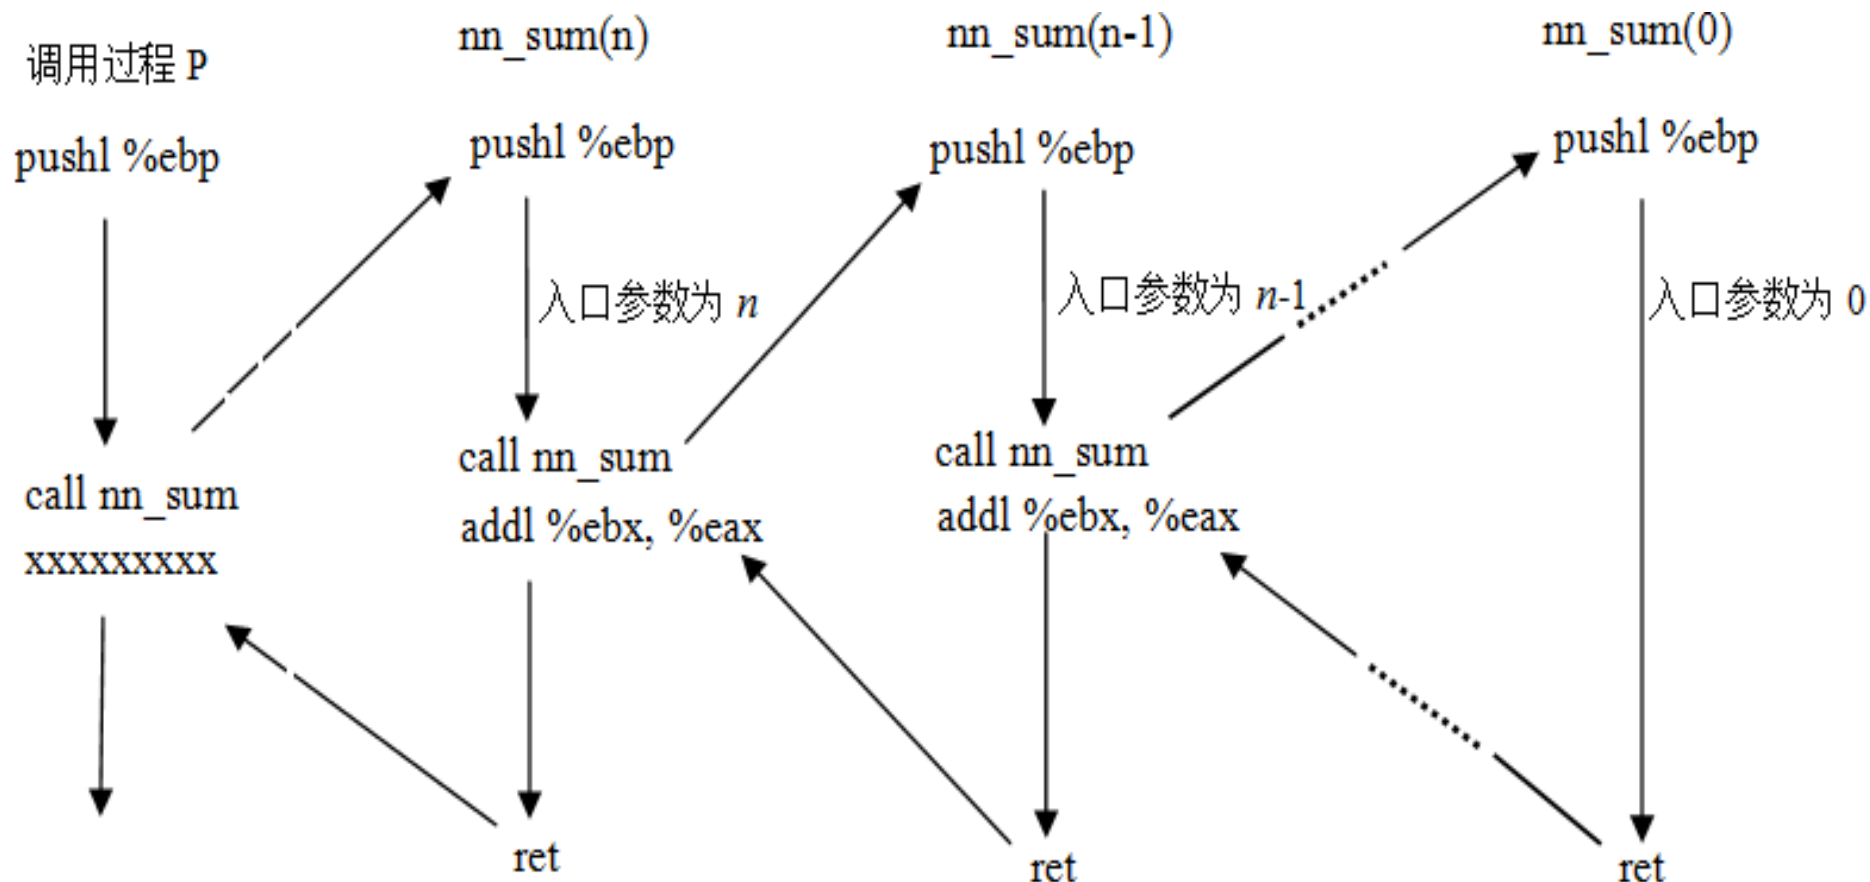 调用过程 P
pushl %ebp
call nn_sum
xxxxxxxxx
nn_sum(n)
pushl %ebp
入口参数为 n
call nn_sum
addl %ebx, %eax
ret
nn_sum(n-1)
pushl %ebp
入口参数为 n-1
call nn_sum
addl %ebx, %eax
ret
nn_sum(0)
pushl %ebp
入口参数为 0
ret